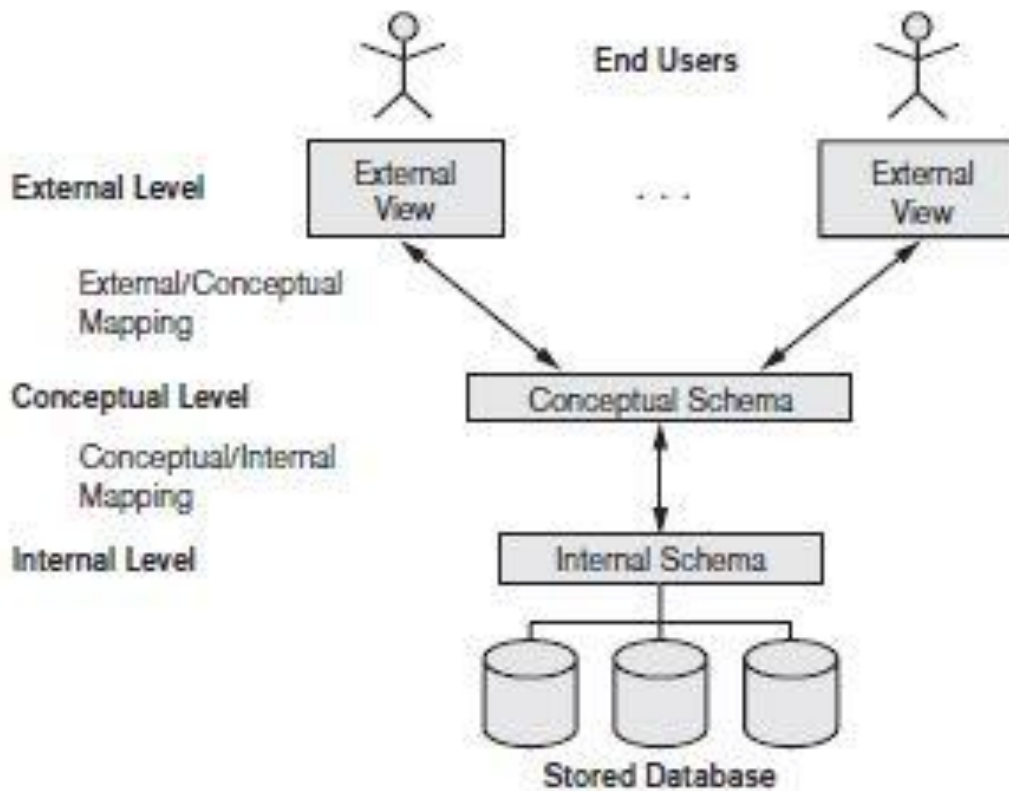 End Users
External Level
External
View
. . .
External
View
External/Conceptual
Mapping
Conceptual Level
Conceptual Schema
Conceptual/Internal
Mapping
Internal Level
Internal Schema
Stored Database